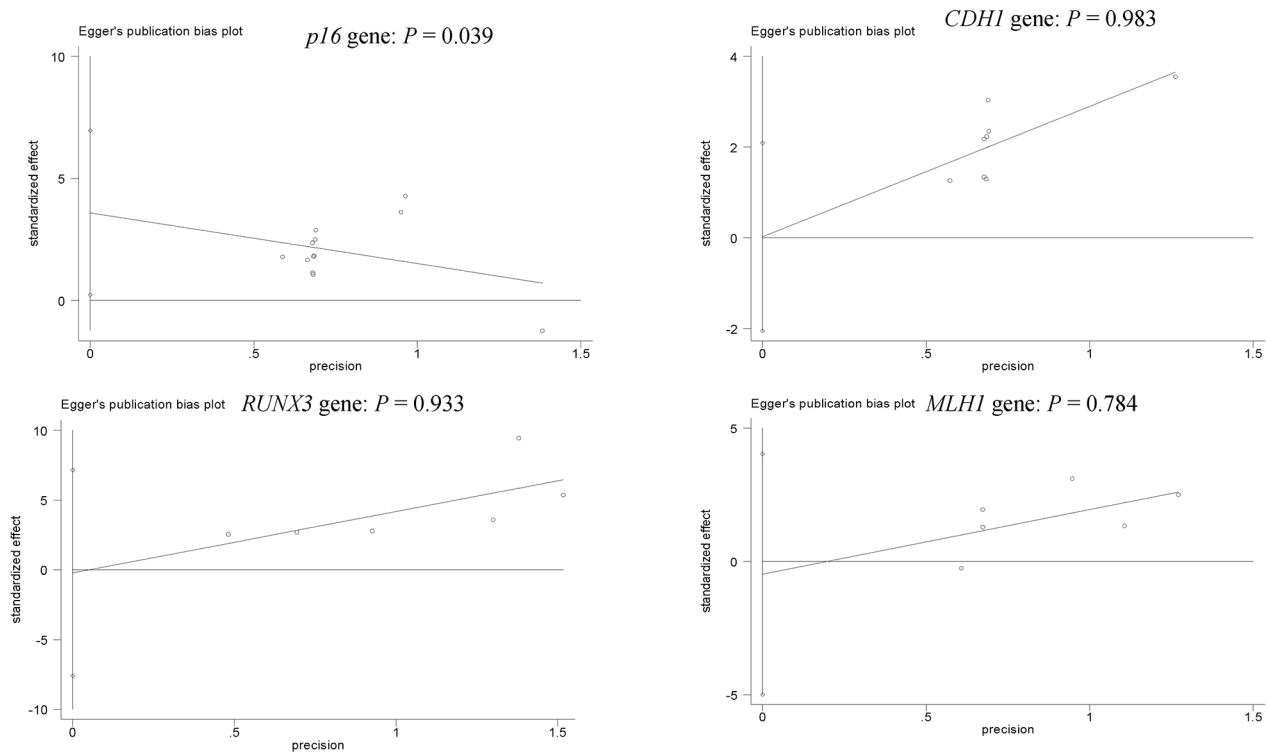 Egger's publication bias plot
p16 gene: P = 0.039
10
5
0
standardized effect
0
.5
1
1.5
precision
CDH1 gene: P = 0.983
Egger's publication bias plot
4
2
0
-2
standardized effect
0
.5
1
1.5
precision
Egger's publication bias plot
RUNX3 gene: P = 0.933
10
5
0
-5
-10
standardized effect
0
.5
1
1.5
precision
Egger's publication bias plot
MLH1 gene: P = 0.784
5
0
-5
standardized effect
0
.5
1
1.5
precision